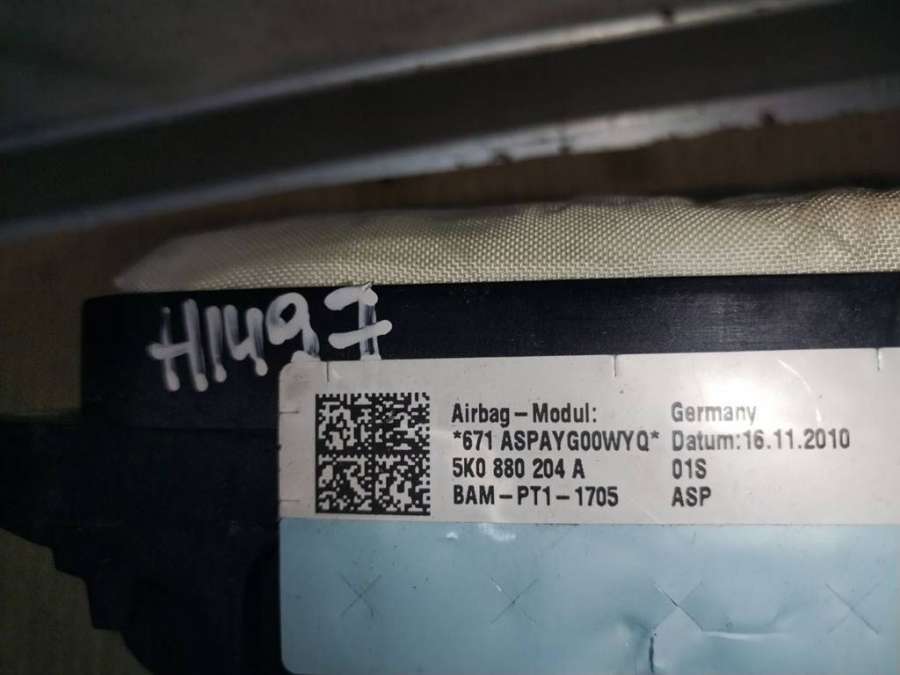 H1497
Airbag-Modul:
*671 ASPAYG00WYQ*
5K0 880 204 A
BAM-PT1-1705
Germany
Datum:16.11.2010
01S
ASP